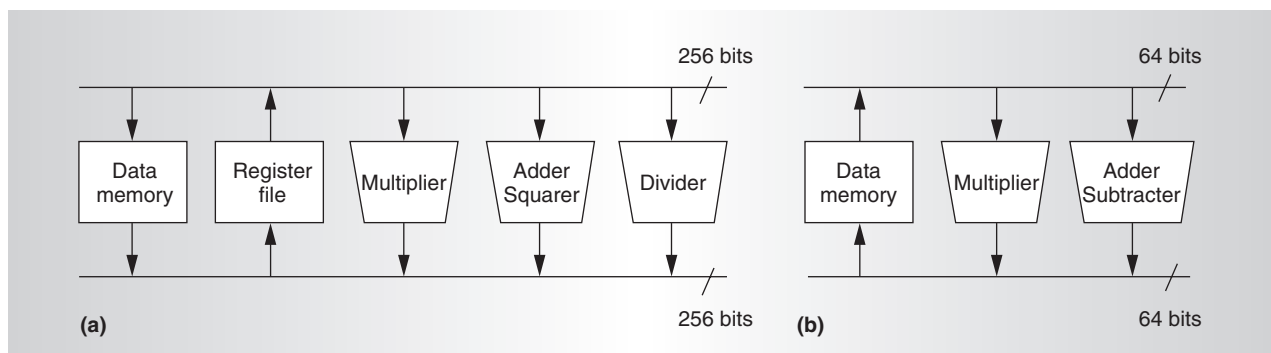 256 bits
64 bits
Data
memory
Register
file
Multiplier
Adder
Squarer
Divider
Data
memory
Multiplier
Adder
Subtracter
(a)
256 bits
(b)
64 bits